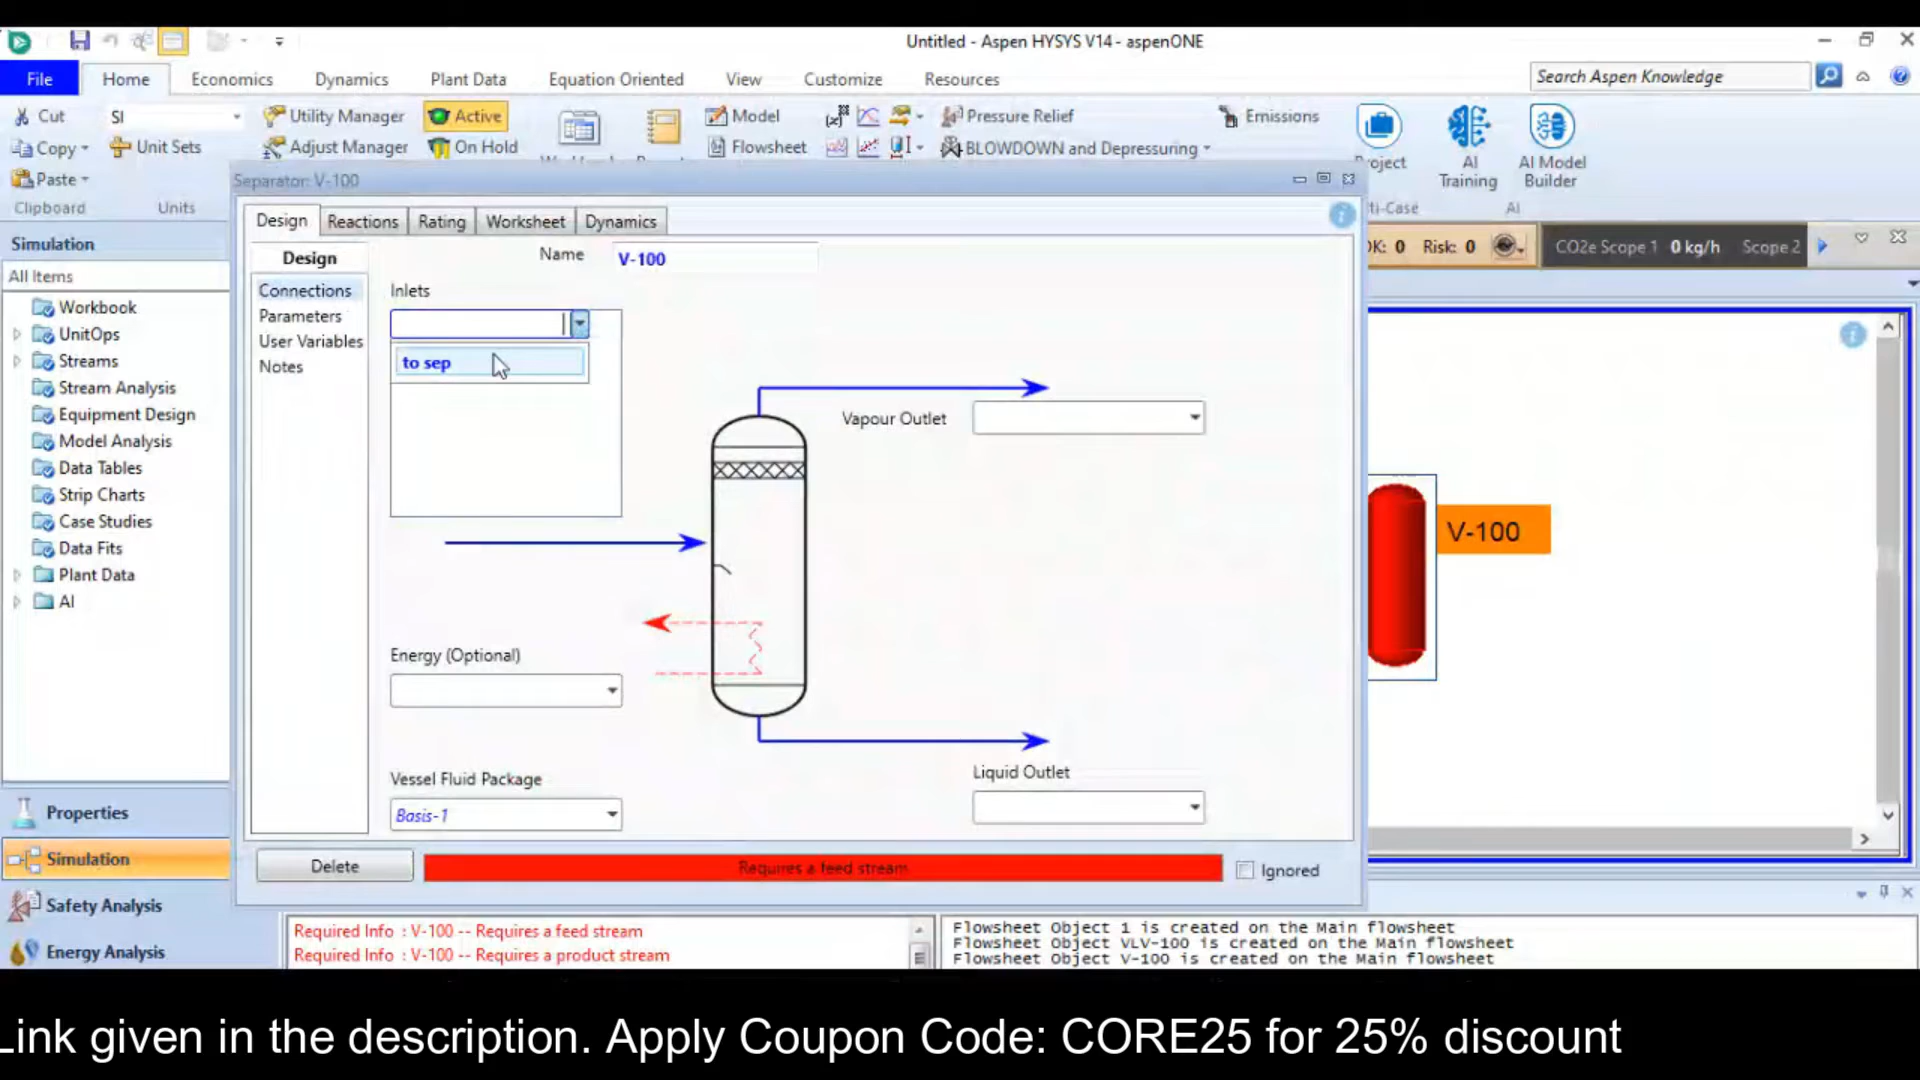 Untitled - Aspen HYSYS V14 - aspenONE
File Home Economics Dynamics Plant Data Equation Oriented View Customize Resources
Search Aspen Knowledge
Cut
Copy
Paste
Clipboard
SI
Unit Sets
Units
Utility Manager
Adjust Manager
Active
On Hold
Model
Flowsheet
Pressure Relief
BLOWDOWN and Depressuring
Emissions
AI Training
AI Model Builder
AI
Separator: V-100
Design Reactions Rating Worksheet Dynamics
Design
Connections
Parameters
User Variables
Notes
Name V-100
Inlets
to sep
Vapour Outlet
Energy (Optional)
Vessel Fluid Package
Basis-1
Liquid Outlet
Delete
Requires a feed stream
Ignored
Simulation
All Items
Workbook
UnitOps
Streams
Stream Analysis
Equipment Design
Model Analysis
Data Tables
Strip Charts
Case Studies
Data Fits
Plant Data
AI
Properties
Simulation
Safety Analysis
Energy Analysis
OK: 0 Risk: 0
CO2e Scope 1 0 kg/h Scope 2
V-100
Required Info : V-100 -- Requires a feed stream
Required Info : V-100 -- Requires a product stream
Flowsheet Object 1 is created on the Main flowsheet
Flowsheet Object VLV-100 is created on the Main flowsheet
Flowsheet Object V-100 is created on the Main flowsheet
Link given in the description. Apply Coupon Code: CORE25 for 25% discount